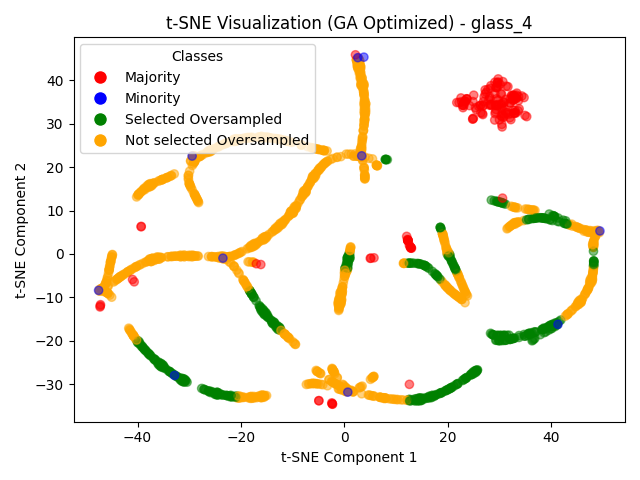 t-SNE Visualization (GA Optimized) - glass_4
Classes
Majority
Minority
Selected Oversampled
Not selected Oversampled
t-SNE Component 2
40
30
20
10
0
−10
−20
−30
−40
−20
0
20
40
t-SNE Component 1